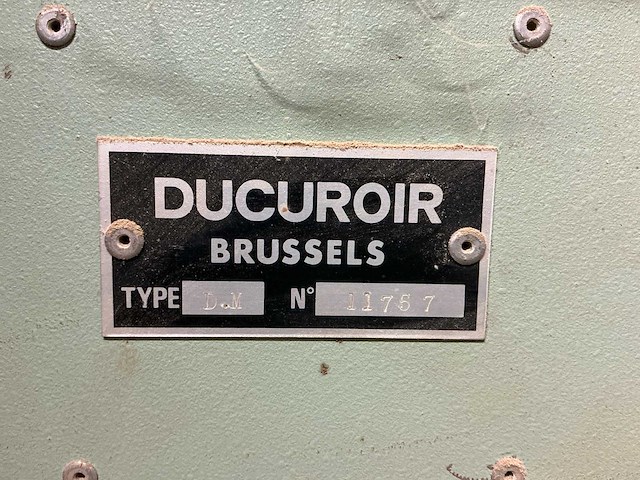 DUCUROIR
BRUSSELS
TYPE D.M N° 11757